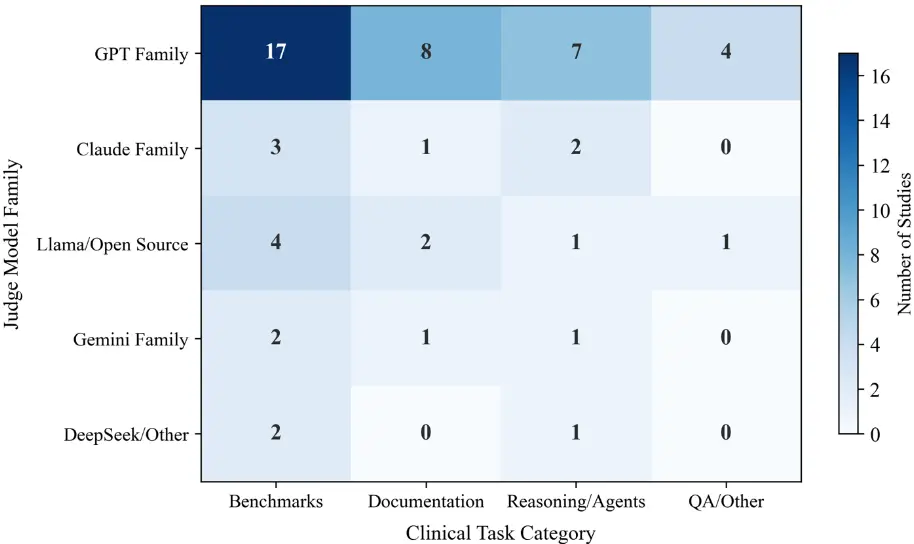 GPT Family 17 8 7 4
Claude Family 3 1 2 0
Llama/Open Source 4 2 1 1
Gemini Family 2 1 1 0
DeepSeek/Other 2 0 1 0
Benchmarks Documentation Reasoning/Agents QA/Other
Clinical Task Category
Judge Model Family
16
14
12
10
8
6
4
2
0
Number of Studies